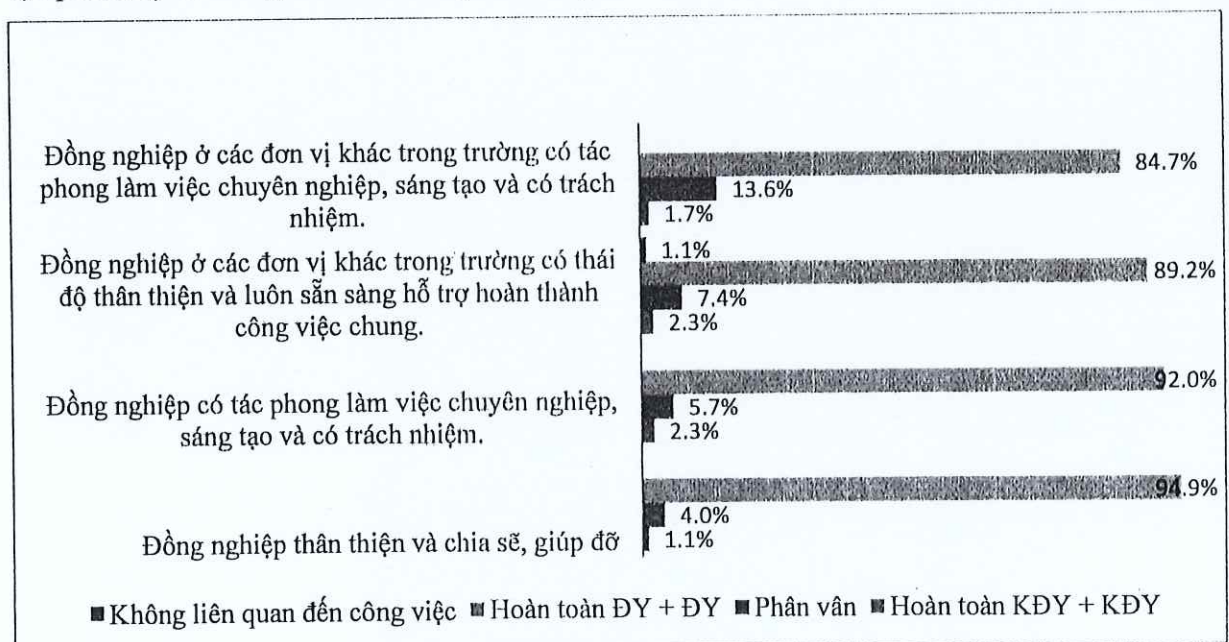 Đồng nghiệp ở các đơn vị khác trong trường có tác
phong làm việc chuyên nghiệp, sáng tạo và có trách
nhiệm.
84.7%
13.6%
1.7%
Đồng nghiệp ở các đơn vị khác trong trường có thái
độ thân thiện và luôn sẵn sàng hỗ trợ hoàn thành
công việc chung.
1.1%
89.2%
7.4%
2.3%
Đồng nghiệp có tác phong làm việc chuyên nghiệp,
sáng tạo và có trách nhiệm.
92.0%
5.7%
2.3%
Đồng nghiệp thân thiện và chia sẽ, giúp đỡ
94.9%
4.0%
1.1%
Không liên quan đến công việc Hoàn toàn ĐY + ĐY Phân vân Hoàn toàn KĐY + KĐY